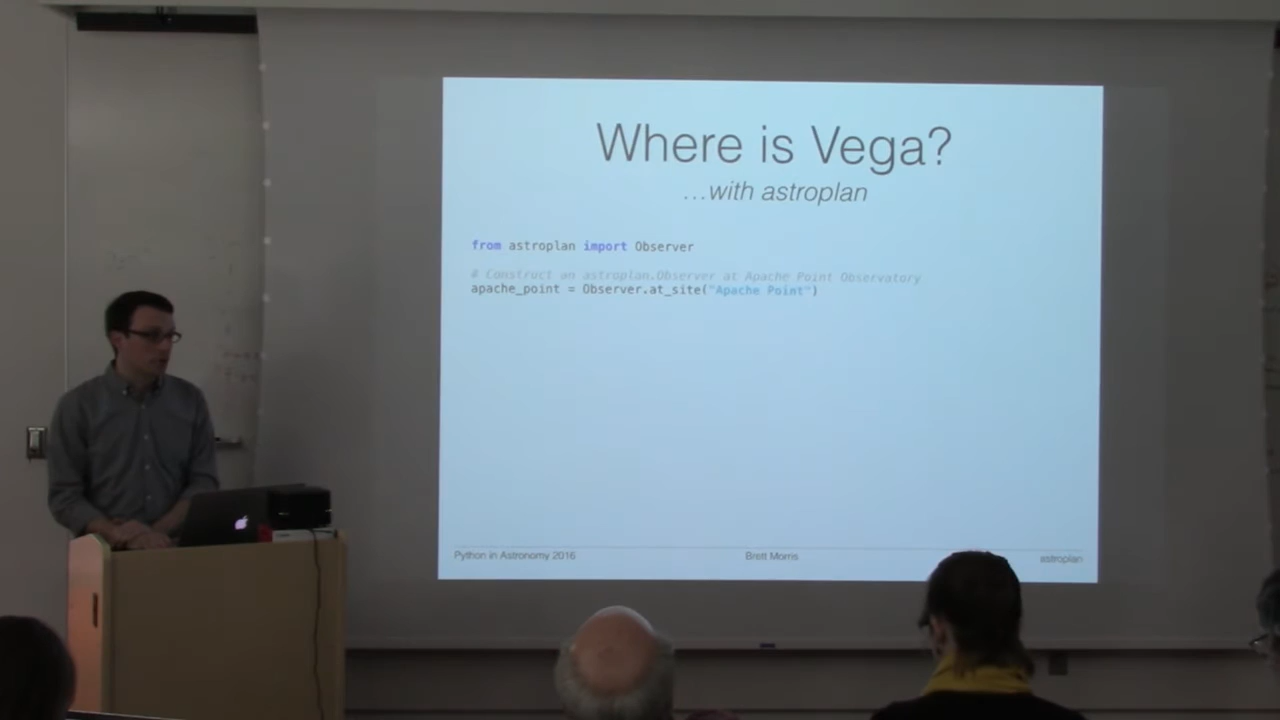 Where is Vega?
…with astroplan
from astroplan import Observer
# Construct an astroplan.Observer at Apache Point Observatory
apache_point = Observer.at_site("Apache Point")
Python in Astronomy 2016
Brett Morris
astroplan